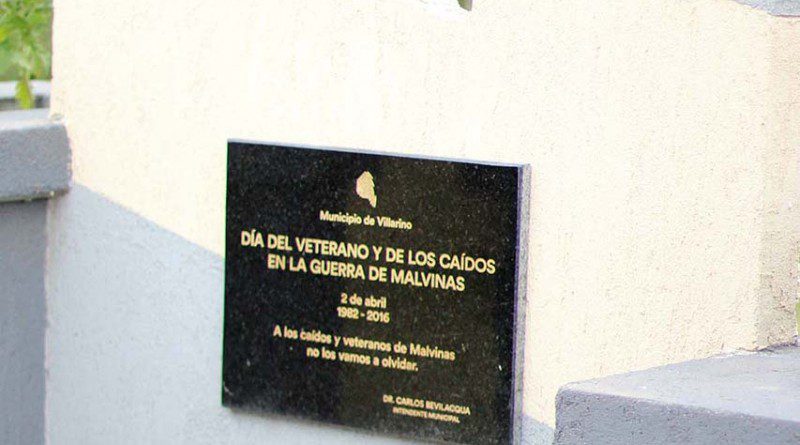 Municipio de Villarino
DÍA DEL VETERANO Y DE LOS CAÍDOS
EN LA GUERRA DE MALVINAS
2 de abril
1982 - 2016
A los caídos y veteranos de Malvinas
no los vamos a olvidar.
DR. CARLOS BEVILACQUA
INTENDENTE MUNICIPAL